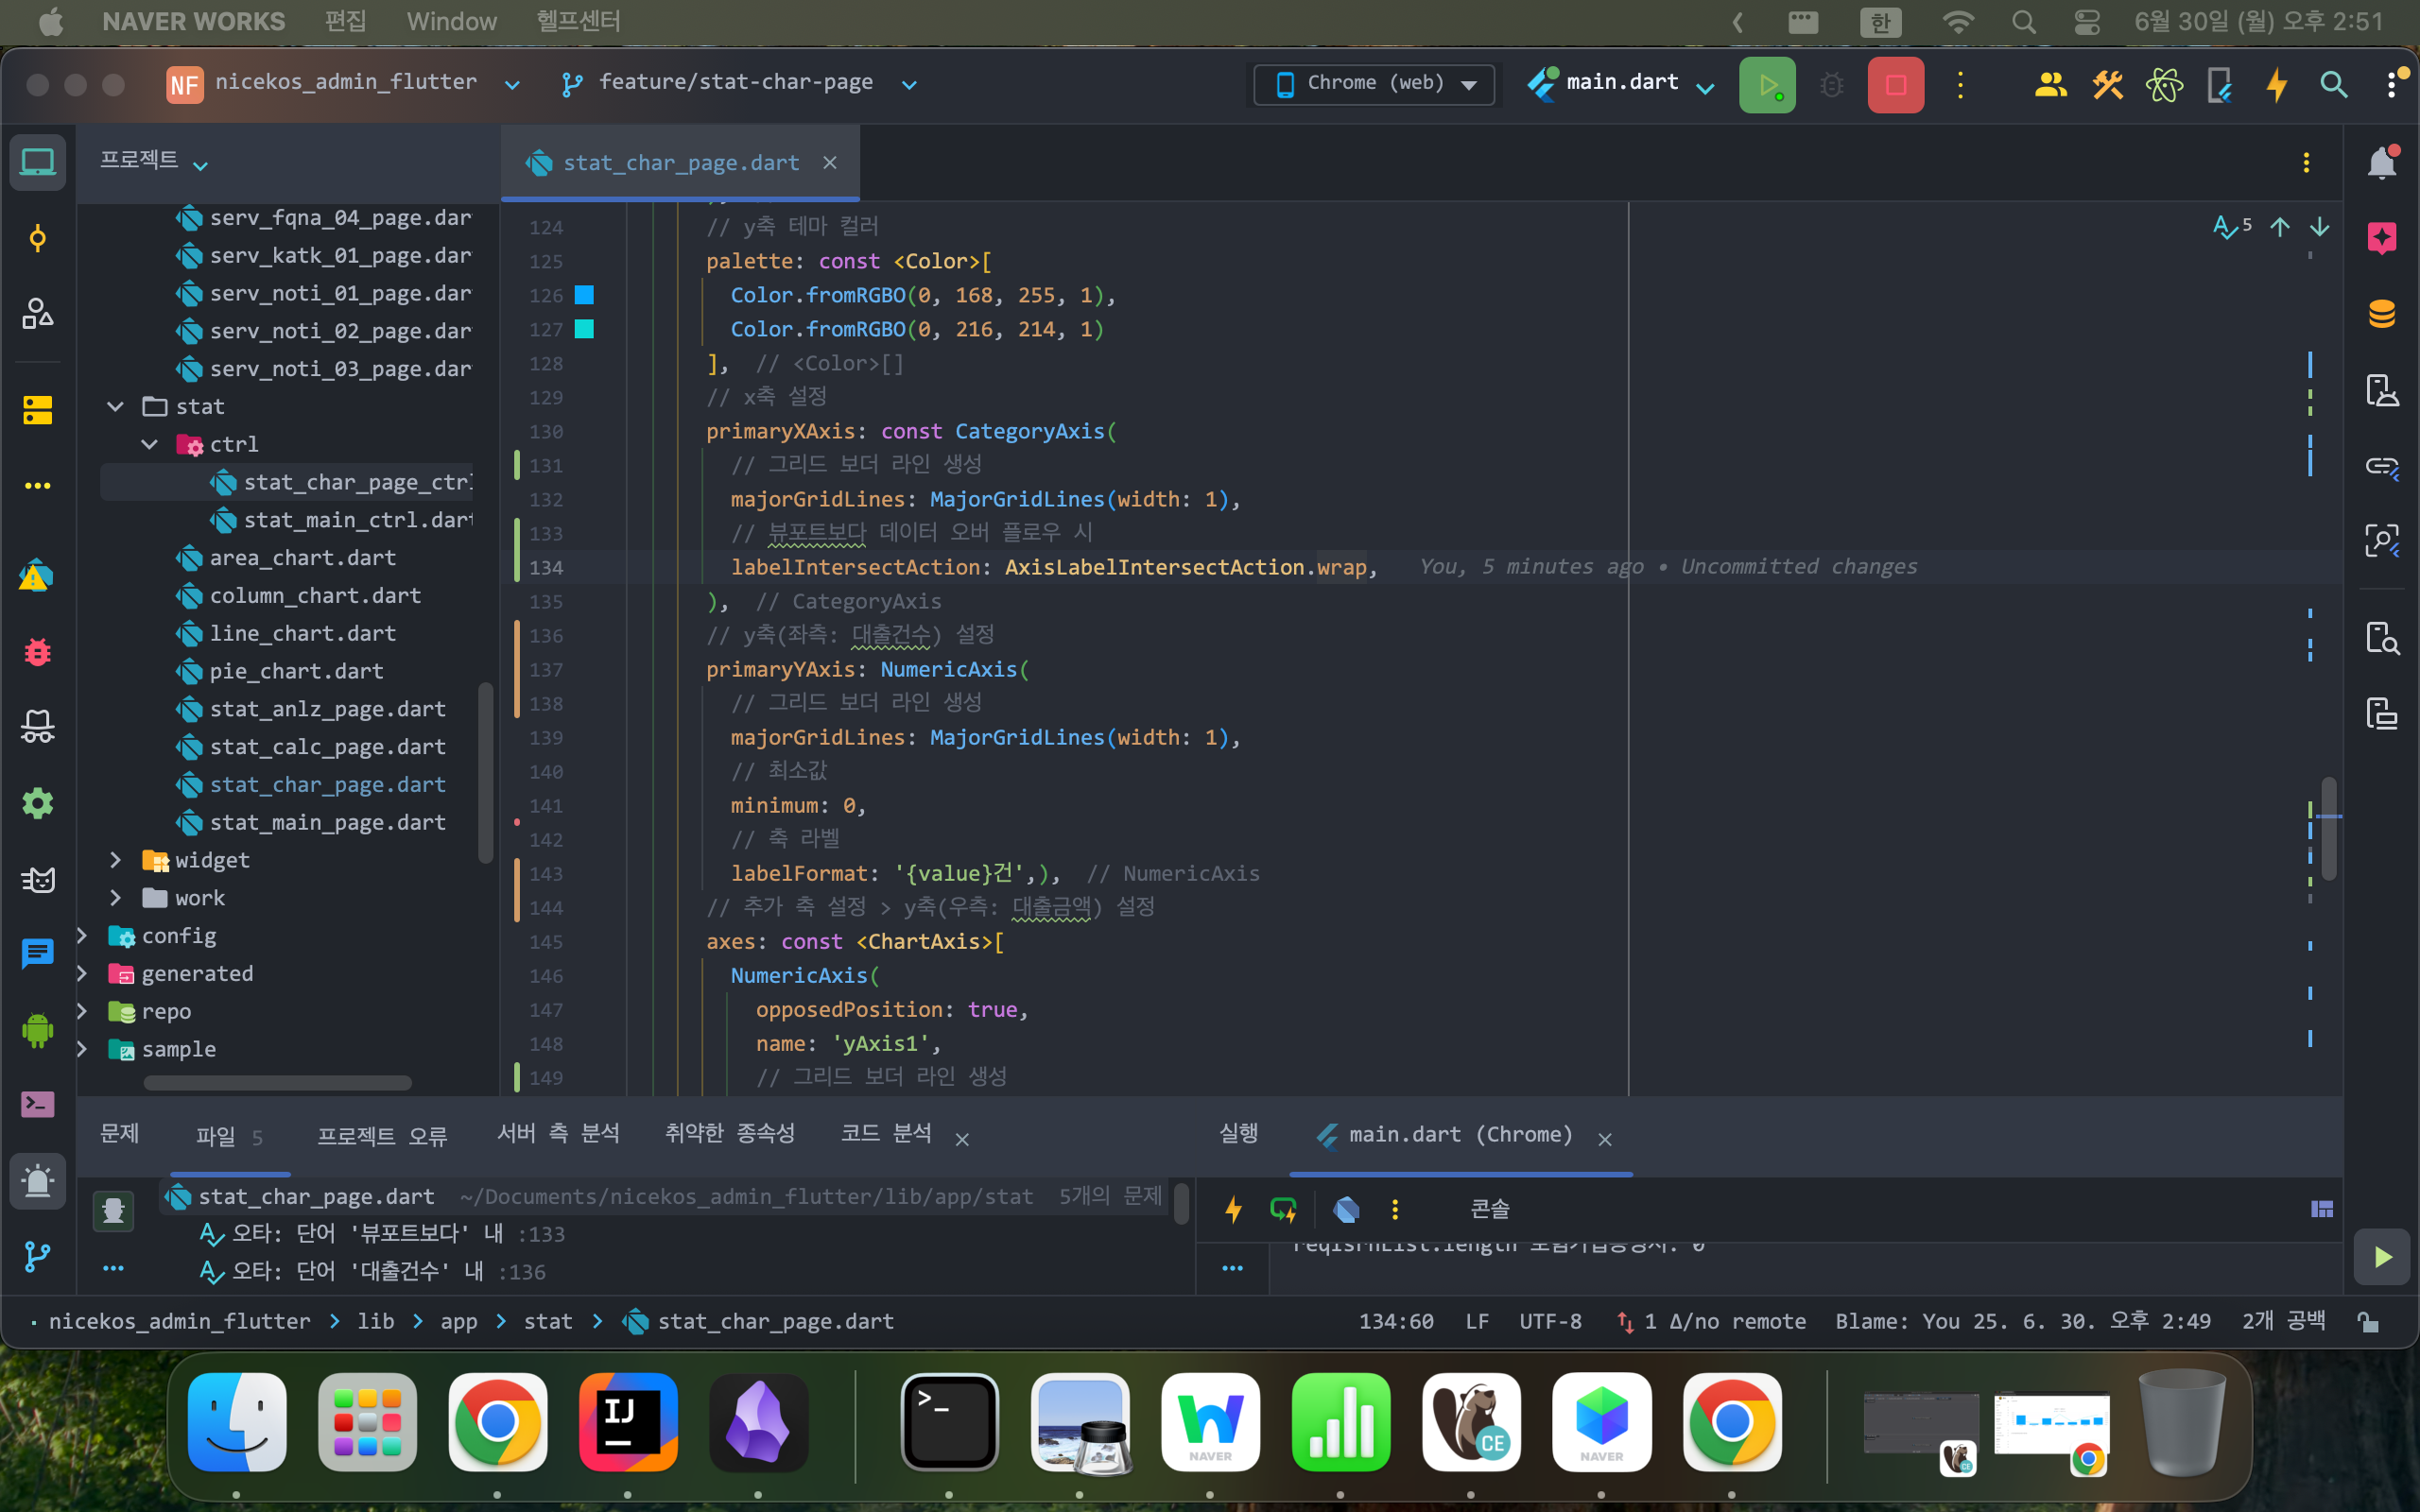 NAVER WORKS 편집 Window 헬프센터 한 6월 30일 (월) 오후 2:51
NF nicekos_admin_flutter feature/stat-char-page Chrome (web) main.dart
프로젝트
serv_fqna_04_page.dar
serv_katk_01_page.dar
serv_noti_01_page.dar
serv_noti_02_page.dar
serv_noti_03_page.dar
stat
ctrl
stat_char_page_ctrl
stat_main_ctrl.dart
area_chart.dart
column_chart.dart
line_chart.dart
pie_chart.dart
stat_anlz_page.dart
stat_calc_page.dart
stat_char_page.dart
stat_main_page.dart
widget
work
config
generated
repo
sample
stat_char_page.dart
5
124 // y축 테마 컬러
125 palette: const <Color>[
126 Color.fromRGBO(0, 168, 255, 1),
127 Color.fromRGBO(0, 216, 214, 1)
128 ], // <Color>[]
129 // x축 설정
130 primaryXAxis: const CategoryAxis(
131 // 그리드 보더 라인 생성
132 majorGridLines: MajorGridLines(width: 1),
133 // 뷰포트보다 데이터 오버 플로우 시
134 labelIntersectAction: AxisLabelIntersectAction.wrap, You, 5 minutes ago • Uncommitted changes
135 ), // CategoryAxis
136 // y축(좌측: 대출건수) 설정
137 primaryYAxis: NumericAxis(
138 // 그리드 보더 라인 생성
139 majorGridLines: MajorGridLines(width: 1),
140 // 최소값
141 minimum: 0,
142 // 축 라벨
143 labelFormat: '{value}건',), // NumericAxis
144 // 추가 축 설정 > y축(우측: 대출금액) 설정
145 axes: const <ChartAxis>[
146 NumericAxis(
147 opposedPosition: true,
148 name: 'yAxis1',
149 // 그리드 보더 라인 생성
문제 파일 5 프로젝트 오류 서버 측 분석 취약한 종속성 코드 분석
stat_char_page.dart ~/Documents/nicekos_admin_flutter/lib/app/stat 5개의 문제
오타: 단어 '뷰포트보다' 내 :133
오타: 단어 '대출건수' 내 :136
실행 main.dart (Chrome)
콘솔
nicekos_admin_flutter > lib > app > stat > stat_char_page.dart 134:60 LF UTF-8 1 Δ/no remote Blame: You 25. 6. 30. 오후 2:49 2개 공백
IJ
NAVER
CE
NAVER
CE